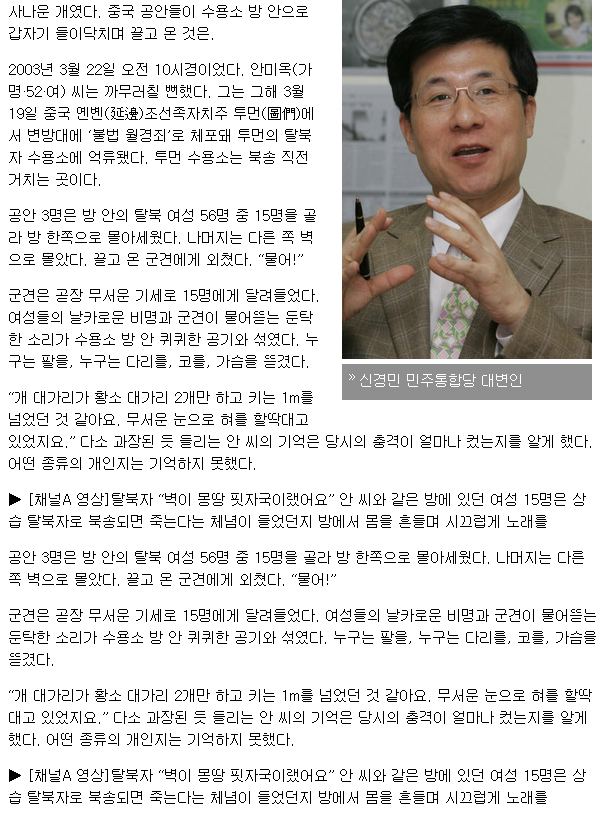 사나운 개였다. 중국 공안들이 수용소 방 안으로
갑자기 들이닥치며 끌고 온 것은.
2003년 3월 22일 오전 10시경이었다. 안미옥(가
명·52·여) 씨는 까무러칠 뻔했다. 그는 그해 3월
19일 중국 옌볜(延邊)조선족자치주 투먼(圖們)에
서 변방대에 ‘불법 월경죄’로 체포돼 투먼의 탈북
자 수용소에 억류됐다. 투먼 수용소는 북송 직전
거치는 곳이다.
공안 3명은 방 안의 탈북 여성 56명 중 15명을 골
라 방 한쪽으로 몰아세웠다. 나머지는 다른 쪽 벽
으로 몰았다. 끌고 온 군견에게 외쳤다. “물어!”
군견은 곧장 무서운 기세로 15명에게 달려들었다.
여성들의 날카로운 비명과 군견이 물어뜯는 둔탁
한 소리가 수용소 방 안 퀴퀴한 공기와 섞였다. 누
구는 팔을, 누구는 다리를, 코를, 가슴을 뜯겼다.
» 신경민 민주통합당 대변인
“개 대가리가 황소 대가리 2개만 하고 키는 1m를
넘었던 것 같아요. 무서운 눈으로 혀를 할딱대고
있었지요.” 다소 과장된 듯 들리는 안 씨의 기억은 당시의 충격이 얼마나 컸는지를 알게 했다.
어떤 종류의 개인지는 기억하지 못했다.
▶ [채널A 영상]탈북자 “벽이 몽땅 핏자국이랬어요” 안 씨와 같은 방에 있던 여성 15명은 상
습 탈북자로 북송되면 죽는다는 체념이 들었던지 방에서 몸을 흔들며 시끄럽게 노래를
공안 3명은 방 안의 탈북 여성 56명 중 15명을 골라 방 한쪽으로 몰아세웠다. 나머지는 다른
쪽 벽으로 몰았다. 끌고 온 군견에게 외쳤다. “물어!”
군견은 곧장 무서운 기세로 15명에게 달려들었다. 여성들의 날카로운 비명과 군견이 물어뜯는
둔탁한 소리가 수용소 방 안 퀴퀴한 공기와 섞였다. 누구는 팔을, 누구는 다리를, 코를, 가슴을
뜯겼다.
“개 대가리가 황소 대가리 2개만 하고 키는 1m를 넘었던 것 같아요. 무서운 눈으로 혀를 할딱
대고 있었지요.” 다소 과장된 듯 들리는 안 씨의 기억은 당시의 충격이 얼마나 컸는지를 알게
했다. 어떤 종류의 개인지는 기억하지 못했다.
▶ [채널A 영상]탈북자 “벽이 몽땅 핏자국이랬어요” 안 씨와 같은 방에 있던 여성 15명은 상
습 탈북자로 북송되면 죽는다는 체념이 들었던지 방에서 몸을 흔들며 시끄럽게 노래를